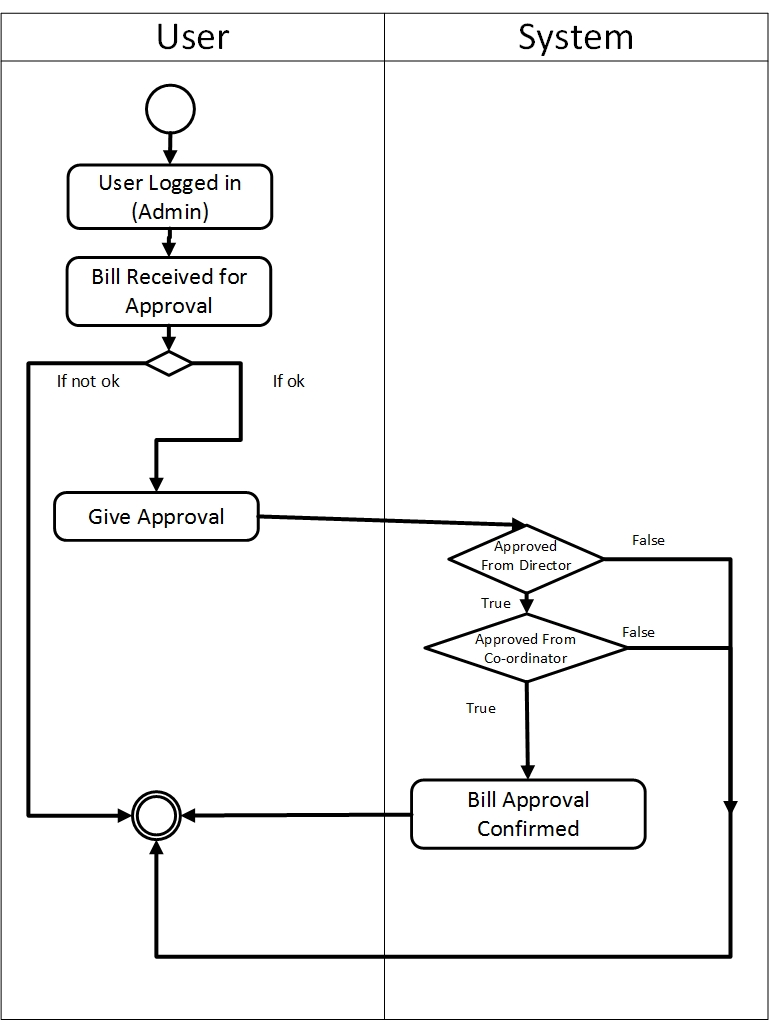 User
System
User Logged in
(Admin)
Bill Received for
Approval
If not ok
If ok
Give Approval
Approved
From Director
False
True
Approved From
Co-ordinator
False
True
Bill Approval
Confirmed